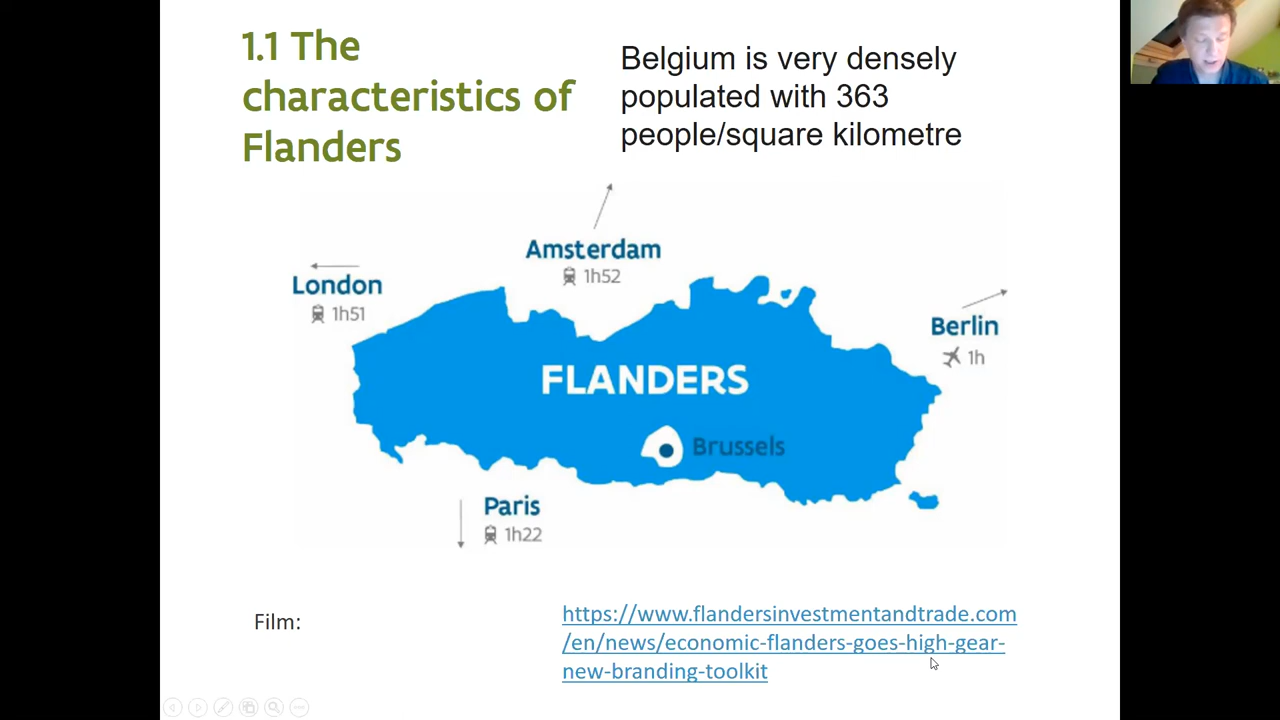 1.1 The
characteristics of
Flanders
Belgium is very densely
populated with 363
people/square kilometre
Amsterdam
1h52
London
1h51
Berlin
1h
FLANDERS
Brussels
Paris
1h22
Film:
https://www.flandersinvestmentandtrade.com
/en/news/economic-flanders-goes-high-gear-
new-branding-toolkit